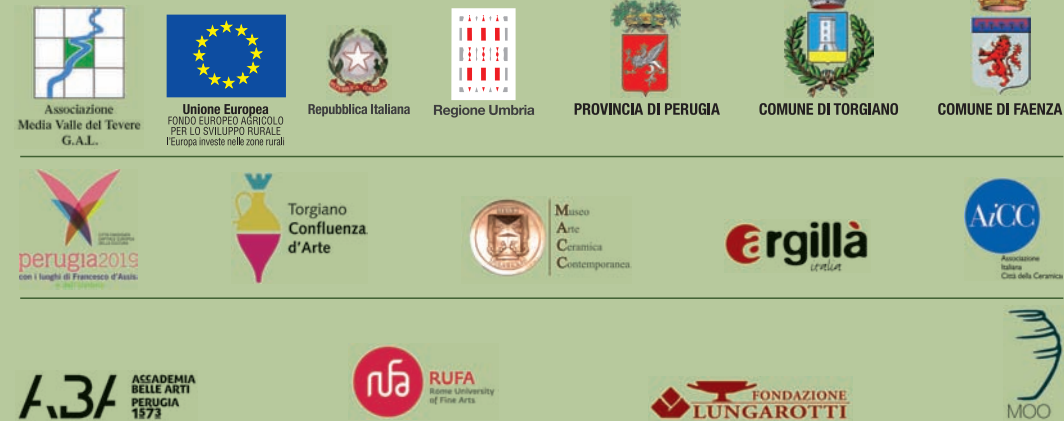 Associazione
Media Valle del Tevere
G.A.L.
Unione Europea
FONDO EUROPEO AGRICOLO
PER LO SVILUPPO RURALE
l'Europa investe nelle zone rurali
Repubblica Italiana
Regione Umbria
PROVINCIA DI PERUGIA
COMUNE DI TORGIANO
COMUNE DI FAENZA
perugia2019
con i luoghi di Francesco d'Assisi
e dell'Umbria
Torgiano
Confluenza
d'Arte
Museo
Arte
Ceramica
Contemporanea
argillà
italia
AiCC
Associazione
Italiana
Città della Ceramica
ABA
ACCADEMIA
BELLE ARTI
PERUGIA
1573
rufa
RUFA
Rome University
of Fine Arts
FONDAZIONE
LUNGAROTTI
MOO